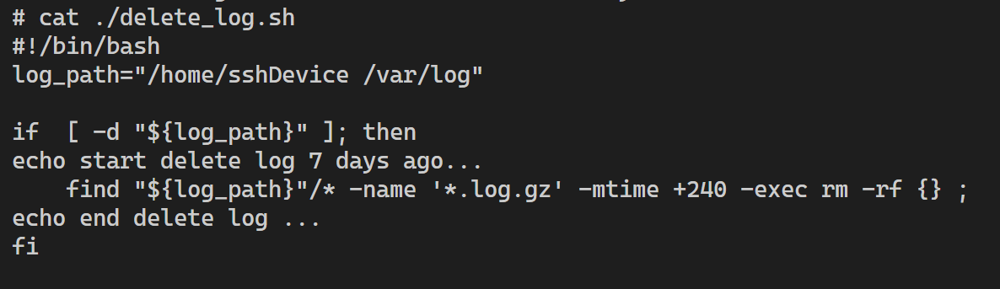 # cat ./delete_log.sh
#!/bin/bash
log_path="/home/sshDevice /var/log"
if  [ -d "${log_path}" ]; then
echo start delete log 7 days ago...
    find "${log_path}"/* -name '*.log.gz' -mtime +240 -exec rm -rf {} ;
echo end delete log ...
fi